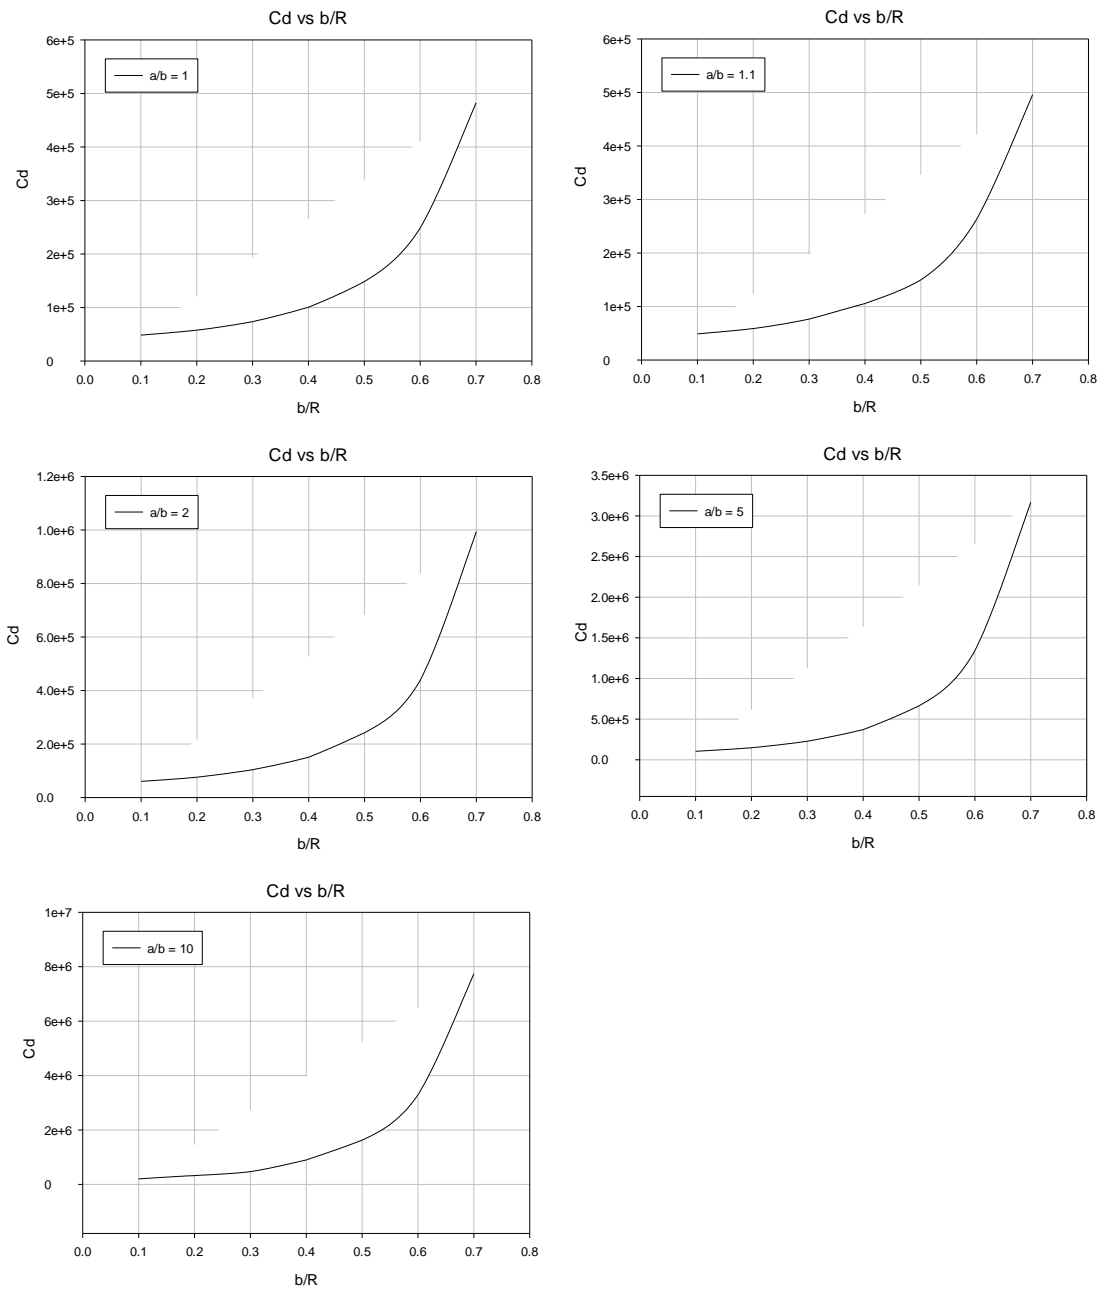 Cd vs b/R
6e+5
a/b = 1
5e+5
4e+5
Cd
3e+5
2e+5
1e+5
0
0.0 0.1 0.2 0.3 0.4 0.5 0.6 0.7 0.8
b/R
Cd vs b/R
6e+5
a/b = 1.1
5e+5
4e+5
Cd
3e+5
2e+5
1e+5
0
0.0 0.1 0.2 0.3 0.4 0.5 0.6 0.7 0.8
b/R
Cd vs b/R
1.2e+6
a/b = 2
1.0e+6
8.0e+5
Cd
6.0e+5
4.0e+5
2.0e+5
0.0
0.0 0.1 0.2 0.3 0.4 0.5 0.6 0.7 0.8
b/R
Cd vs b/R
3.5e+6
a/b = 5
3.0e+6
2.5e+6
2.0e+6
Cd
1.5e+6
1.0e+6
5.0e+5
0.0
0.0 0.1 0.2 0.3 0.4 0.5 0.6 0.7 0.8
b/R
Cd vs b/R
1e+7
a/b = 10
8e+6
6e+6
Cd
4e+6
2e+6
0
0.0 0.1 0.2 0.3 0.4 0.5 0.6 0.7 0.8
b/R